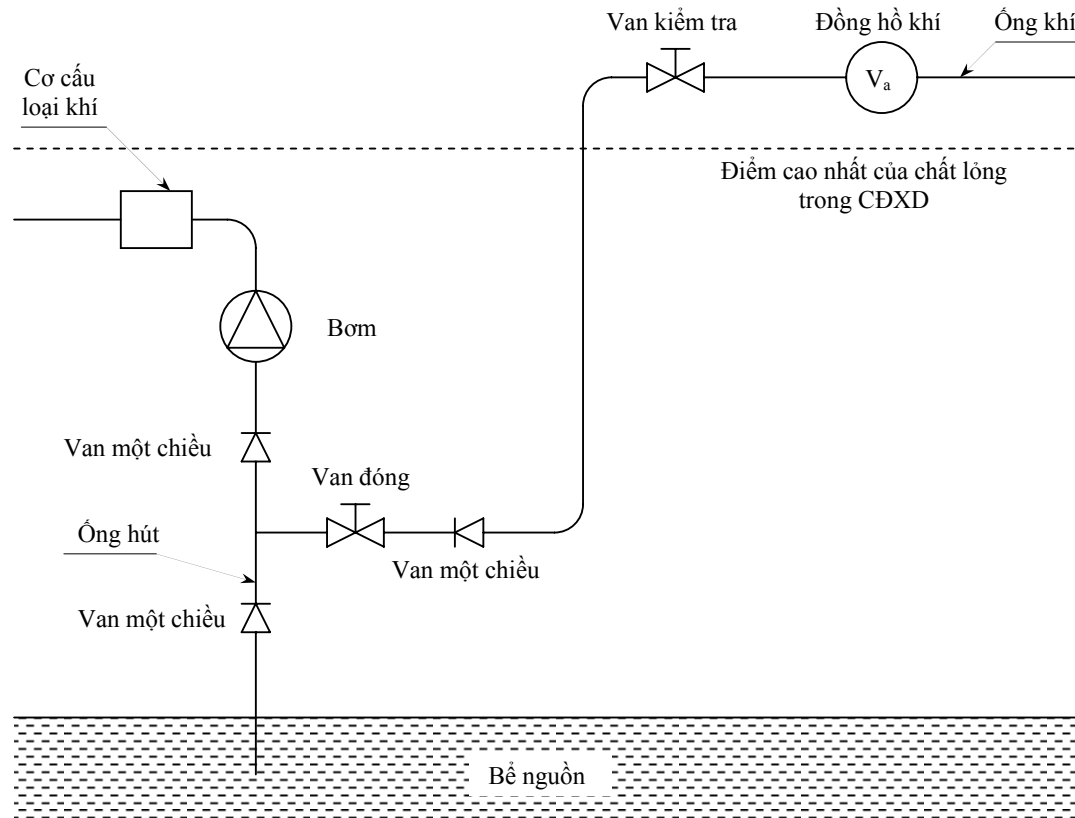 Van kiểm tra
Đồng hồ khí
Ống khí
Cơ cấu
loại khí
Va
Điểm cao nhất của chất lỏng
trong CĐXD
Bơm
Van một chiều
Van đóng
Ống hút
Van một chiều
Van một chiều
Bể nguồn